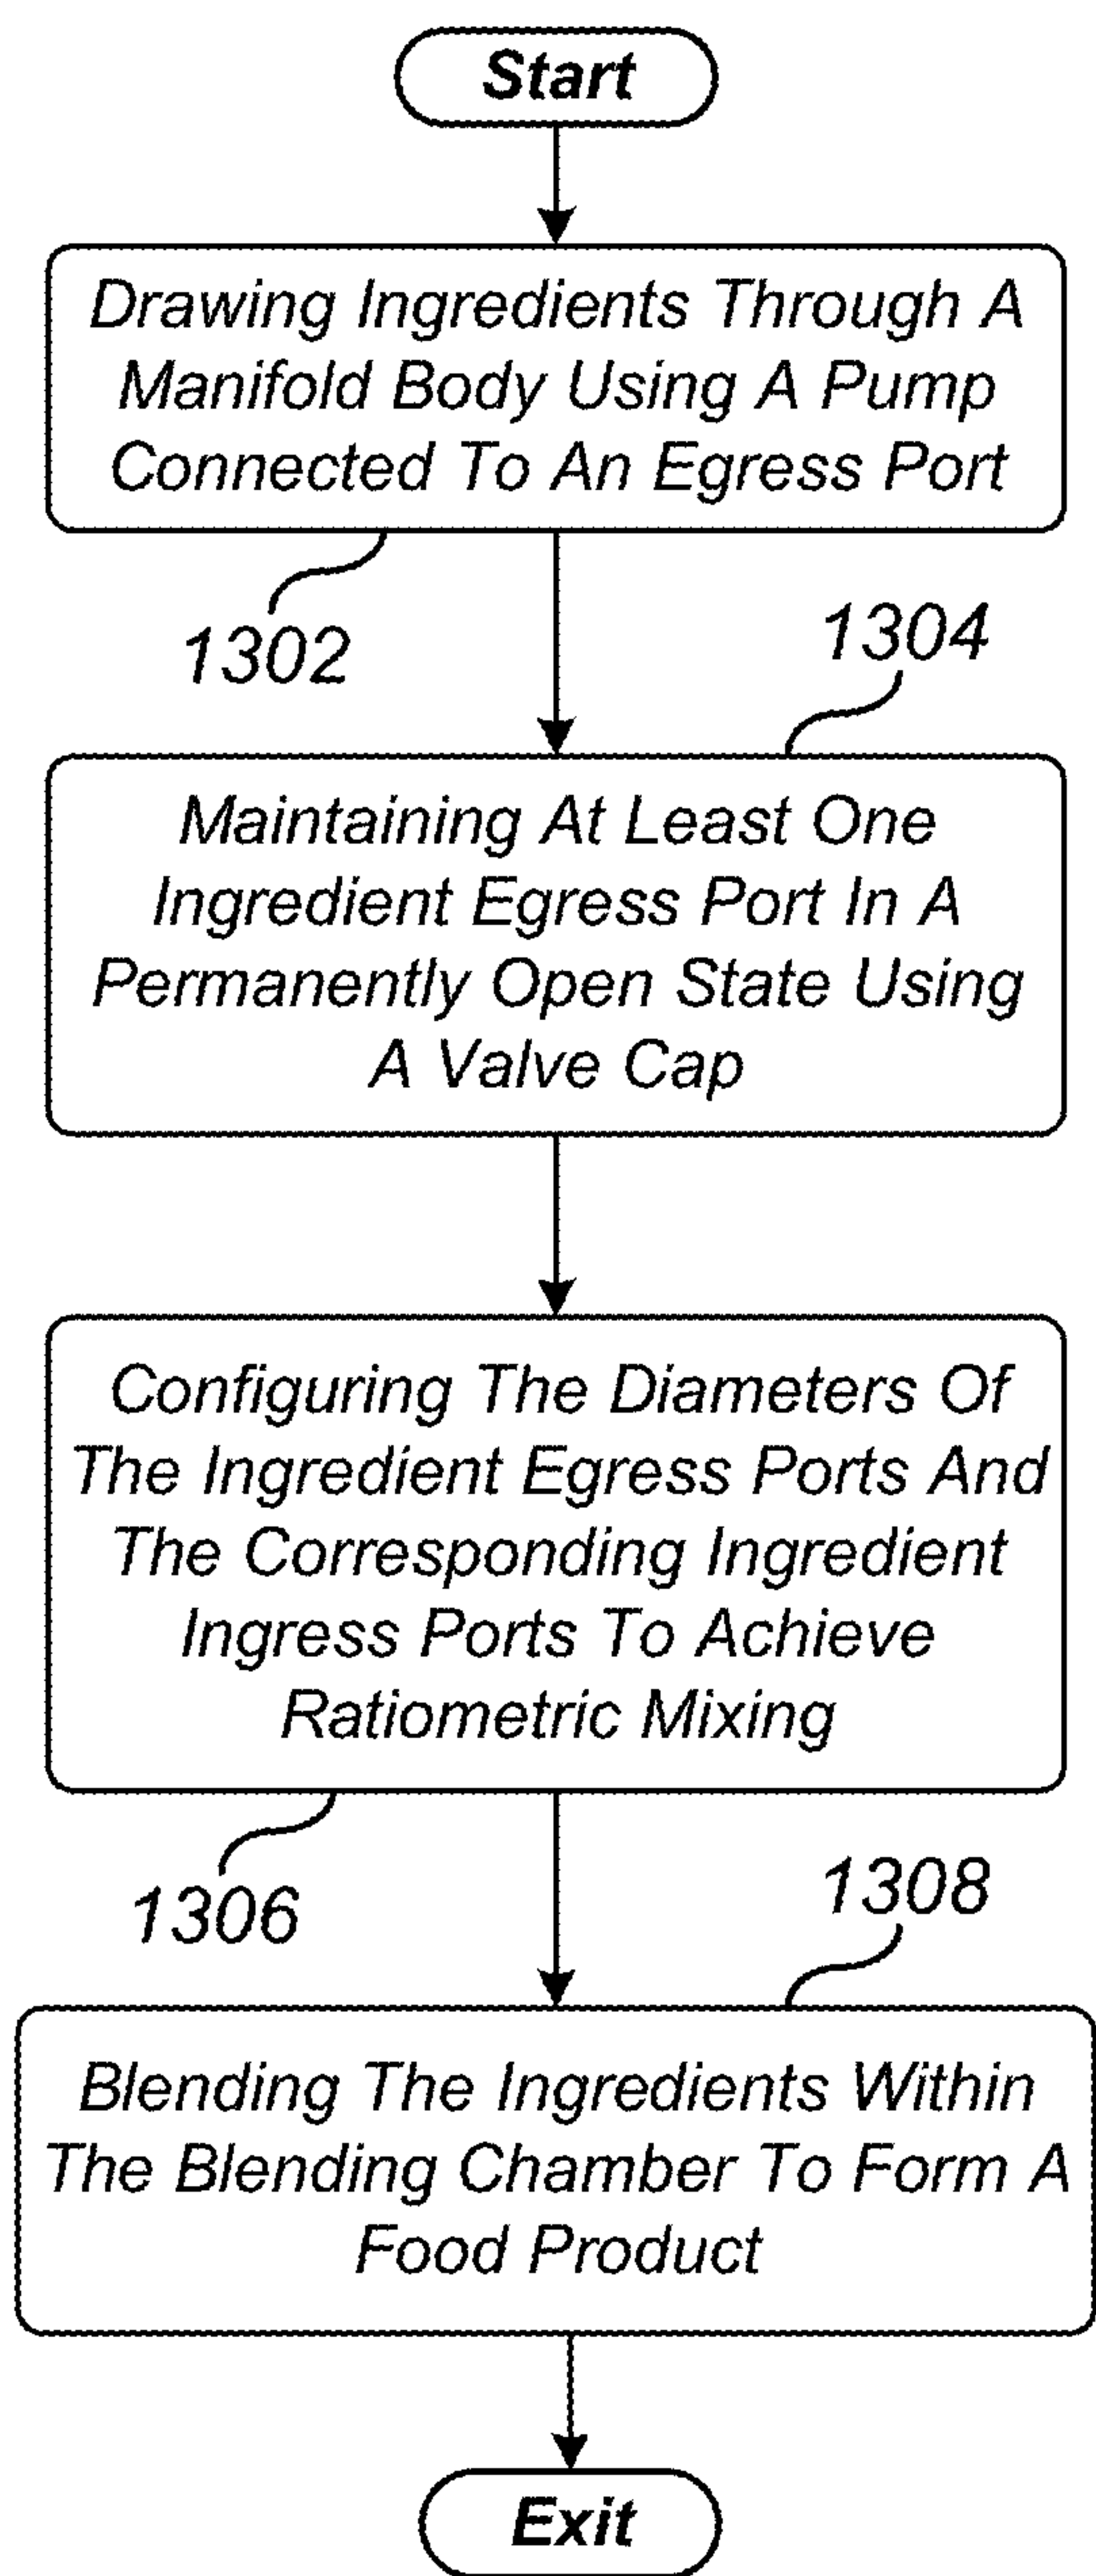 Start
Drawing Ingredients Through A
Manifold Body Using A Pump
Connected To An Egress Port
1302
1304
Maintaining At Least One
Ingredient Egress Port In A
Permanently Open State Using
A Valve Cap
Configuring The Diameters Of
The Ingredient Egress Ports And
The Corresponding Ingredient
Ingress Ports To Achieve
Ratiometric Mixing
1306
1308
Blending The Ingredients Within
The Blending Chamber To Form A
Food Product
Exit